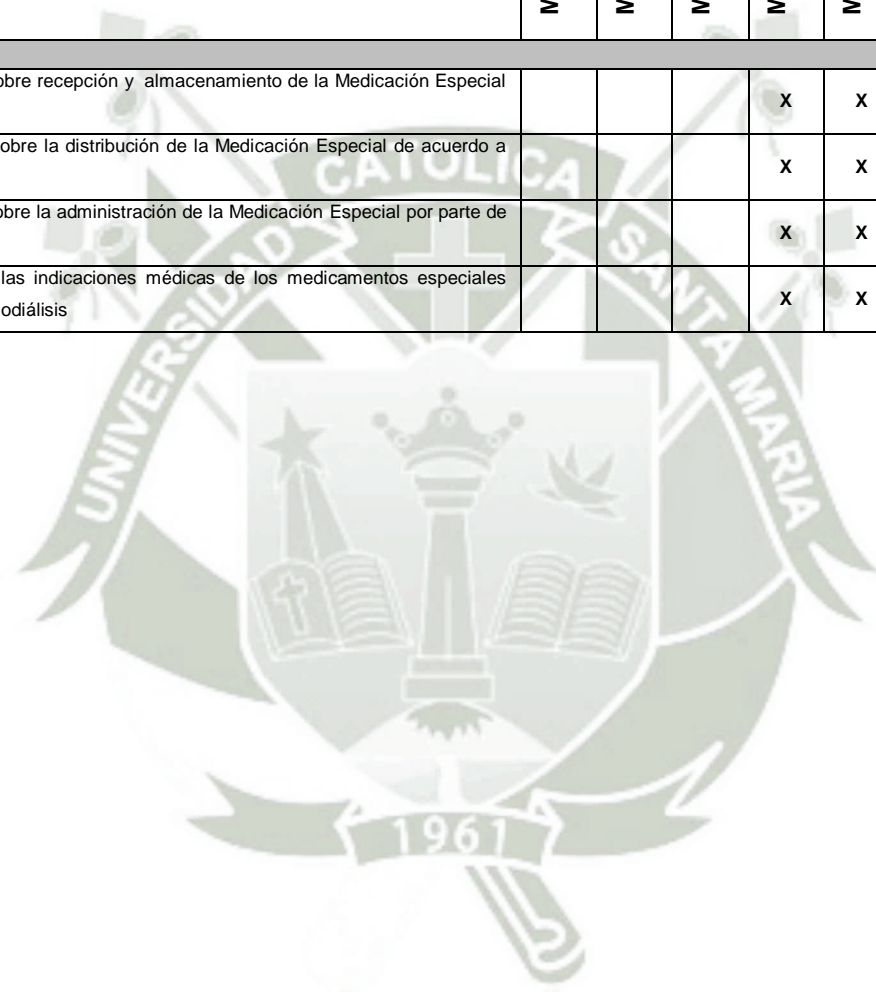 M M M M M
obre recepción y almacenamiento de la Medicación Especial
X X
obre la distribución de la Medicación Especial de acuerdo a
X X
obre la administración de la Medicación Especial por parte de
X X
las indicaciones médicas de los medicamentos especiales
odiálisis
X X
UNIVERSIDAD CATOLICA SANTA MARIA
1961